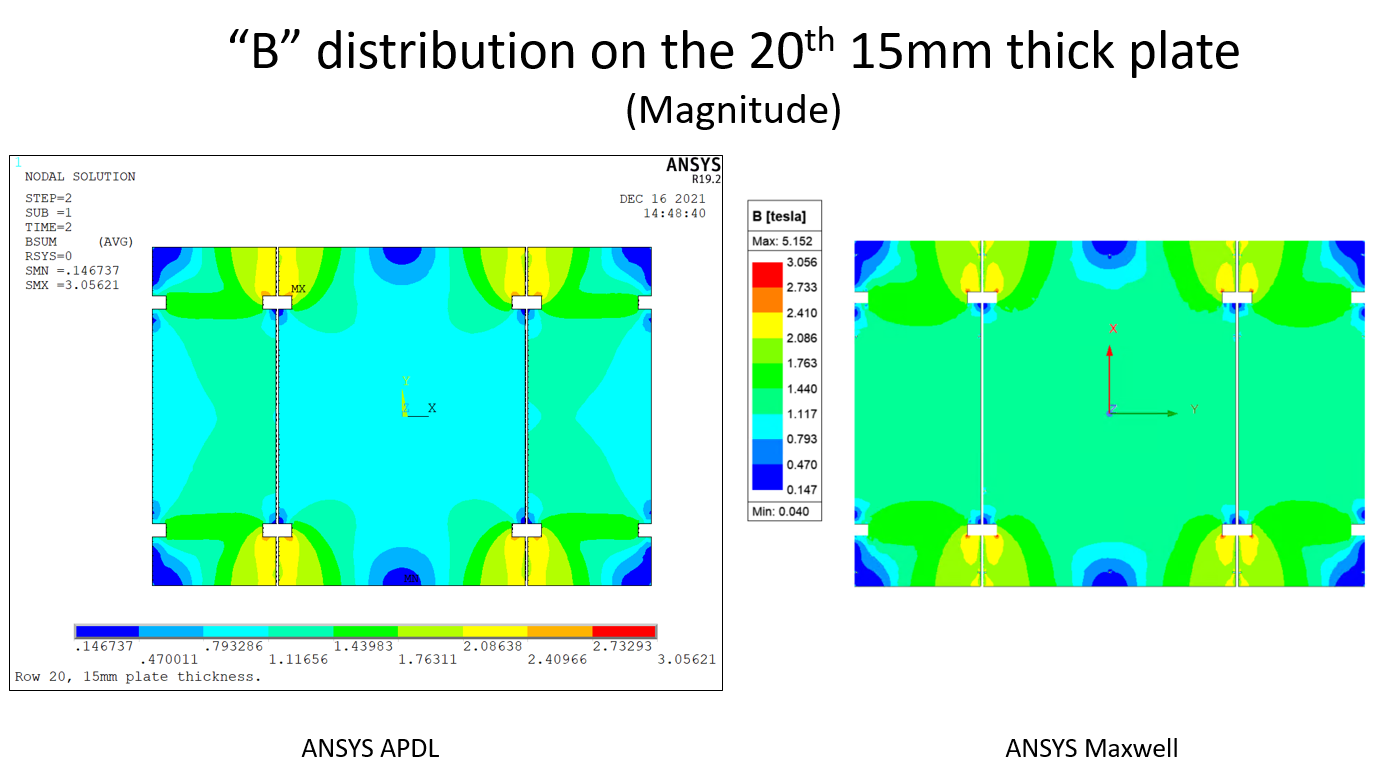 “B” distribution on the 20th 15mm thick plate
(Magnitude)
1
NODAL SOLUTION
STEP=2
SUB =1
TIME=2
BSUM (AVG)
RSYS=0
SMN =.146737
SMX =3.05621
ANSYS
R19.2
DEC 16 2021
14:48:40
MX
Y
Z X
.146737 .793286 1.43983 2.08638 2.73293
.470011 1.11656 1.76311 2.40966 3.05621
Row 20, 15mm plate thickness.
B [tesla]
Max: 5.152
3.056
2.733
2.410
2.086
1.763
1.440
1.117
0.793
0.470
0.147
Min: 0.040
X
Z Y
ANSYS APDL
ANSYS Maxwell